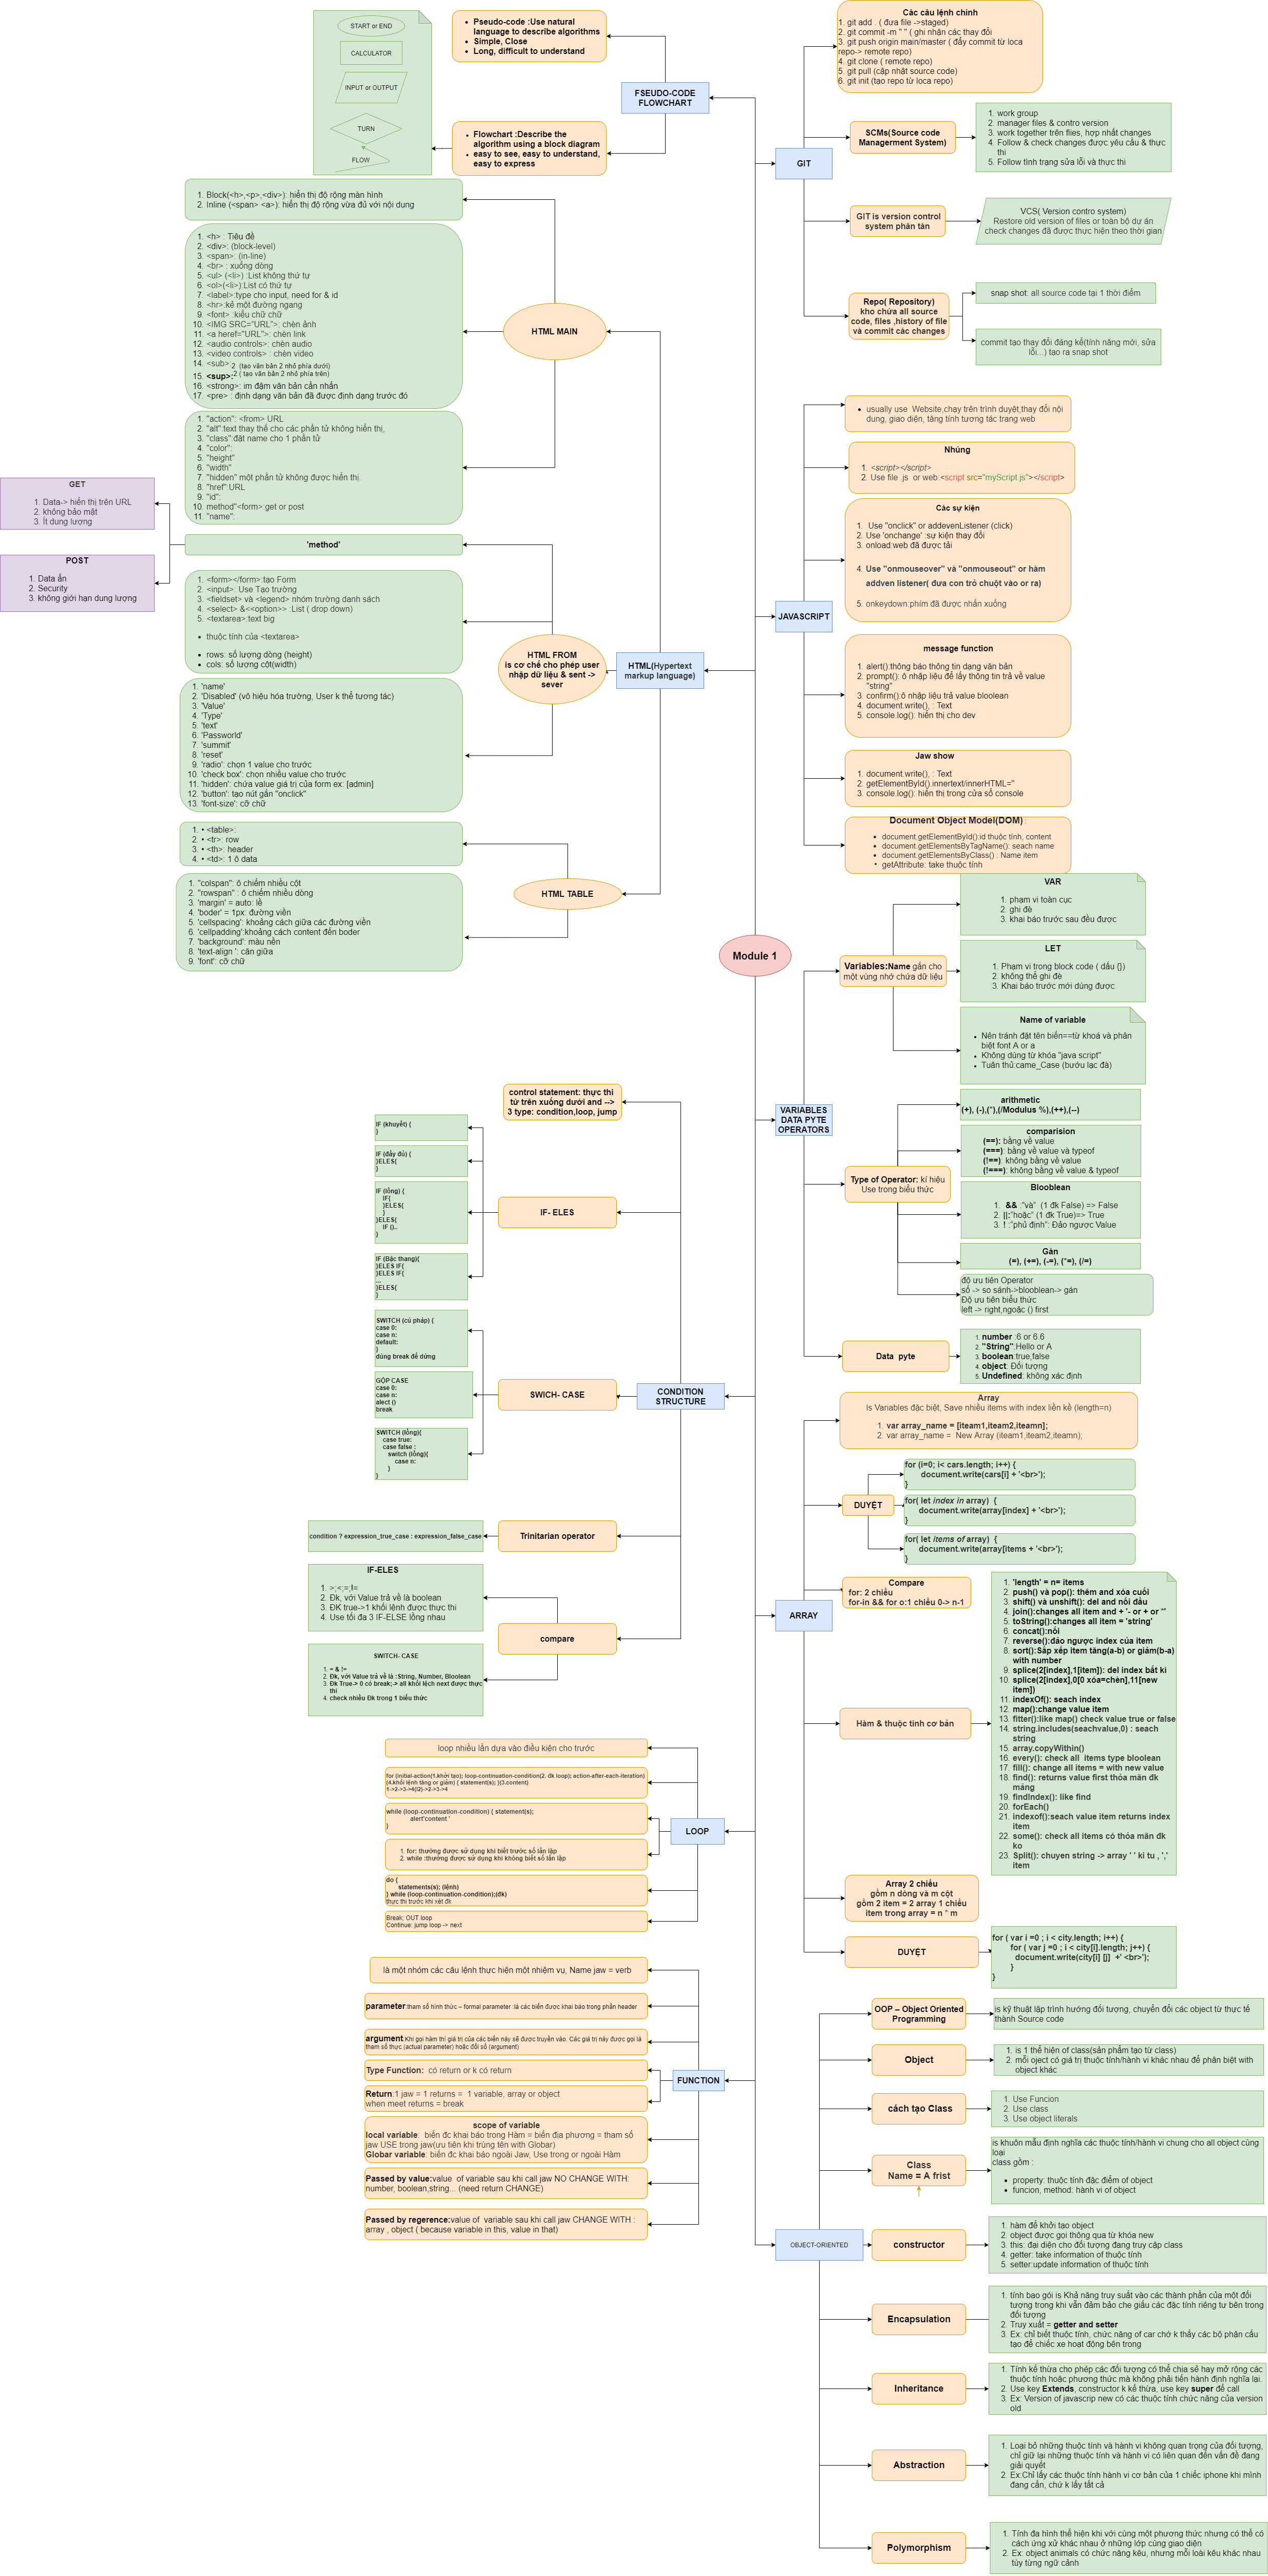 START or END
CALCULATOR
INPUT or OUTPUT
TURN
FLOW
• Pseudo-code :Use natural
language to describe algorithms
• Simple, Close
• Long, difficult to understand
FSEUDO-CODE
FLOWCHART
• Flowchart :Describe the
algorithm using a block diagram
• easy to see, easy to understand,
easy to express
Các câu lệnh chính
1. git add . ( đưa file ->staged)
2. git commit -m " " ( ghi nhận các thay đổi
3. git push origin main/master ( đẩy commit từ loca
repo-> remote repo)
4. git clone ( remote repo)
5. git pull (cập nhật source code)
6. git init (tạo repo từ loca repo)
GIT
SCMs(Source code
Managerment System)
1. work group
2. manager files & contro version
3. work together trên flies, hợp nhất changes
4. Follow & check changes được yêu cầu & thực
thi
5. Follow tình trạng sửa lỗi và thực thi
GIT is version control
system phân tán
VCS( Version contro system)
Restore old version of files or toàn bộ dự án
check changes đã được thực hiện theo thời gian
Repo( Repository)
kho chứa all source
code, files ,history of file
và commit các changes
snap shot: all source code tại 1 thời điểm
commit tạo thay đổi đáng kể(tính năng mới, sửa
lỗi...) tạo ra snap shot
1. Block(<h>,<p>,<div>): hiển thị độ rộng màn hình
2. Inline (<span> <a>): hiển thị độ rộng vừa đủ với nội dung
1. <h> : Tiêu đề
2. <div>: (block-level)
3. <span>: (in-line)
4. <br> : xuống dòng
5. <ul> (<li>) :List không thứ tự
6. <ol>(<li>):List có thứ tự
7. <label>:type cho input, need for & id
8. <hr>:kẻ một đường ngang
9. <font> :kiểu chữ chữ
10. <IMG SRC="URL">: chèn ảnh
11. <a heref="URL">: chèn link
12. <audio controls>: chèn audio
13. <video controls> : chèn video
14. <sub>:2 (tạo văn bản 2 nhỏ phía dưới)
15. <sup>:2 ( tạo văn bản 2 nhỏ phía trên)
16. <strong>: im đậm văn bản cần nhấn
17. <pre> : định dạng văn bản đã được định dạng trước đó
HTML MAIN
1. "action": <from> URL
2. "alt":text thay thế cho các phần tử không hiển thị,
3. "class":đặt name cho 1 phần tử
4. "color":
5. "height"
6. "width"
7. "hidden" một phần tử không được hiển thị
8. "href":URL
9. "id":
10. method"<form>:get or post
11. "name":
GET
1. Data-> hiển thị trên URL
2. không bảo mật
3. Ít dung lượng
POST
1. Data ẩn
2. Security
3. không giới hạn dung lượng
'method'
1. <form></form>:tạo Form
2. <input>: Use Tạo trường
3. <fieldset> và <legend> nhóm trường danh sách
4. <select> &<<option>> :List ( drop down)
5. <textarea>:text big
• thuộc tính của <textarea>
• rows: số lượng dòng (height)
• cols: số lượng cột(width)
HTML FROM
is cơ chế cho phép user
nhập dữ liệu & sent ->
sever
HTML(Hypertext
markup language)
1. 'name'
2. 'Disabled' (vô hiệu hóa trường, User k thể tương tác)
3. 'Value'
4. 'Type'
5. 'text'
6. 'Passworld'
7. 'summit'
8. 'reset'
9. 'radio': chọn 1 value cho trước
10. 'check box': chọn nhiều value cho trước
11. 'hidden': chứa value giá trị của form ex: [admin]
12. 'button': tạo nút gắn "onclick"
13. 'font-size': cỡ chữ
1. • <table>:
2. • <tr>: row
3. • <th>: header
4. • <td>: 1 ô data
HTML TABLE
1. "colspan": ô chiếm nhiều cột
2. "rowspan" : ô chiếm nhiều dòng
3. 'margin' = auto: lề
4. 'boder' = 1px: đường viền
5. 'cellspacing': khoảng cách giữa các đường viền
6. 'cellpadding':khoảng cách content đến boder
7. 'background': màu nền
8. 'text-align ': căn giữa
9. 'font': cỡ chữ
• usually use Website,chạy trên trình duyệt,thay đổi nội
dung, giao diện, tăng tính tương tác trang web
Nhúng
1. <script></script>
2. Use file .js or web:<script src="myScript.js"></script>
Các sự kiện
1. Use "onclick" or addevenListener (click)
2. Use 'onchange' :sự kiện thay đổi
3. onload:web đã được tải
4. Use "onmouseover" và "onmouseout" or hàm
addven listener( đưa con trỏ chuột vào or ra)
5. onkeydown:phím đã được nhấn xuống
JAVASCRIPT
message function
1. alert():thông báo thông tin dạng văn bản
2. prompt(): ô nhập liệu để lấy thông tin trả về value
"string"
3. confirm():ô nhập liệu trả value bloolean
4. document.write(), : Text
5. console.log(): hiển thị cho dev
Jaw show
1. document.write(), : Text
2. getElementById().innertext/innerHTML="
3. console.log(): hiển thị trong cửa sổ console
Document Object Model(DOM) :
• document.getElementById():id thuộc tính, content
• document.getElementsByTagName(): seach name
• document.getElementsByClass() : Name item
• getAttribute: take thuộc tính
Module 1
Variables:Name gắn cho
một vùng nhớ chứa dữ liệu
VAR
1. phạm vi toàn cục
2. ghi đè
3. khai báo trước sau đều được
LET
1. Phạm vi trong block code ( dấu {})
2. không thể ghi đè
3. Khai báo trước mới dùng được
Name of variable
• Nên tránh đặt tên biến==từ khoá và phân
biệt font A or a
• Không dùng từ khóa "java script"
• Tuân thủ:came_Case (bướu lạc đà)
VARIABLES
DATA PYTE
OPERATORS
arithmetic
(+), (-),(*),(/Modulus %),(++),(--)
comparision
(==): bằng về value
(===): bằng về value và typeof
(!==): không bằng về value
(!===): không bằng về value & typeof
Type of Operator: kí hiệu
Use trong biểu thức
Blooblean
1. && :"và" (1 đk False) => False
2. ||:"hoặc" (1 đk True)=> True
3. ! :"phủ định": Đảo ngược Value
Gán
(=), (+=), (-=), (*=), (/=)
độ ưu tiên Operator
số -> so sánh->blooblean-> gán
Độ ưu tiên biểu thức
left -> right,ngoặc () first
Data pyte
1. number :6 or 6.6
2. "String":Hello or A
3. boolean:true,false
4. object: Đối tượng
5. Undefined: không xác định
control statement: thực thi
từ trên xuống dưới and -->
3 type: condition,loop, jump
IF (khuyết) {
}
IF (đầy đủ) {
}ELES{
}
IF (lồng) {
IF{
}ELES{
}
}ELES{
IF ()..
}
IF- ELES
IF (Bậc thang){
}ELES IF{
}ELES IF{
...
}ELES{
}
SWITCH (cú pháp) {
case 0:
case n:
default:
}
dùng break để dừng
GỘP CASE
case 0:
case n:
alect ()
break
SWICH- CASE
CONDITION
STRUCTURE
SWITCH (lồng){
case true:
case false :
switch (lồng){
case n:
}
}
condition ? expression_true_case : expression_false_case
Trinitarian operator
IF-ELES
1. >;<;=;!=
2. Đk, với Value trả về là boolean
3. ĐK true->1 khối lệnh được thực thi
4. Use tối đa 3 IF-ELSE lồng nhau
compare
SWITCH- CASE
1. = & !=
2. Đk, với Value trả về là :String, Number, Bloolean
3. Đk True-> 0 có break;-> all khối lệch next được thực
thi
4. check nhiều Đk trong 1 biểu thức
Array
Is Variables đặc biệt, Save nhiều items with index liền kề (length=n)
1. var array_name = [iteam1,iteam2,iteamn];
2. var array_name = New Array (iteam1,iteam2,iteamn);
for (i=0; i< cars.length; i++) {
document.write(cars[i] + '<br>');
}
DUYỆT
for( let index in array) {
document.write(array[index] + '<br>');
}
for( let items of array) {
document.write(array[items + '<br>');
}
Compare
for: 2 chiều
for-in && for o:1 chiều 0-> n-1
ARRAY
1. 'length' = n= items
2. push() và pop(): thêm and xóa cuối
3. shift() và unshift(): del and nối đầu
4. join():changes all item and + '- or + or ""
5. toString():changes all item = 'string'
6. concat():nối
7. reverse():đảo ngược index của item
8. sort():Sắp xếp item tăng(a-b) or giảm(b-a)
with number
9. splice(2[index],1[item]): del index bất kì
10. splice(2[index],0[0 xóa=chèn],11[new
item])
11. indexOf(): seach index
12. map():change value item
13. fitter():like map() check value true or false
14. string.includes(seachvalue,0) : seach
string
15. array.copyWithin()
16. every(): check all items type bloolean
17. fill(): change all items = with new value
18. find(): returns value first thỏa mãn đk
mảng
19. findIndex(): like find
20. forEach()
21. indexof():seach value item returns index
item
22. some(): check all items có thỏa mãn đk
ko
23. Split(): chuyen string -> array ' ' ki tu , ','
item
Hàm & thuộc tính cơ bản
Array 2 chiều
gồm n dòng và m cột
gồm 2 item = 2 array 1 chiều
item trong array = n * m
DUYỆT
for ( var i =0 ; i < city.length; i++) {
for ( var j =0 ; i < city[i].length; j++) {
document.write(city[i] [j] +' <br>');
}
}
loop nhiều lần dựa vào điều kiện cho trước
for (initial-action(1.khởi tạo); loop-continuation-condition(2. đk loop); action-after-each-iteration)
(4.khối lệnh tăng or giảm) { statement(s); }(3.content)
1->2->3->4(l2)->2->3->4
while (loop-continuation-condition) { statement(s);
alert'content '
}
LOOP
1. for: thường được sử dụng khi biết trước số lần lặp
2. while :thường được sử dụng khi không biết số lần lặp
do {
statements(s); (lệnh)
} while (loop-continuation-condition);(đk)
thực thi trước khi xét đk
Break; OUT loop
Continue: jump loop -> next
là một nhóm các câu lệnh thực hiện một nhiệm vụ, Name jaw = verb
parameter:tham số hình thức – formal parameter :là các biến được khai báo trong phần header
argument:Khi gọi hàm thì giá trị của các biến này sẽ được truyền vào. Các giá trị này được gọi là
tham số thực (actual parameter) hoặc đối số (argument)
Type Function: có return or k có return
FUNCTION
Return:1 jaw = 1 returns = 1 variable, array or object
when meet returns = break
scope of variable
local variable: biến đc khai báo trong Hàm = biến địa phương = tham số
jaw USE trong jaw(ưu tiên khi trùng tên with Globar)
Globar variable: biến đc khai báo ngoài Jaw, Use trong or ngoài Hàm
Passed by value:value of variable sau khi call jaw NO CHANGE WITH:
number, boolean,string... (need return CHANGE)
Passed by regerence:value of variable sau khi call jaw CHANGE WITH :
array , object ( because variable in this, value in that)
OOP – Object Oriented
Programming
is kỹ thuật lập trình hướng đối tượng, chuyển đổi các object từ thực tế
thành Source code
Object
1. is 1 thể hiện of class(sản phẩm tạo từ class)
2. mỗi oject có giá trị thuộc tính/hành vi khác nhau để phân biệt with
object khác
cách tạo Class
1. Use Funcion
2. Use class
3. Use object literals
Class
Name = A frist
is khuôn mẫu định nghĩa các thuộc tính/hành vi chung cho all object cùng
loại
class gồm :
• property: thuộc tính đặc điểm of object
• funcion, method: hành vi of object
OBJECT-ORIENTED
constructor
1. hàm để khởi tạo object
2. object được gọi thông qua từ khóa new
3. this: đại diện cho đối tượng đang truy cập class
4. getter: take information of thuộc tính
5. setter:update information of thuộc tính
Encapsulation
1. tính bao gói is Khả năng truy suất vào các thành phần của một đối
tượng trong khi vẫn đảm bảo che giấu các đặc tính riêng tư bên trong
đối tượng
2. Truy xuất = getter and setter
3. Ex: chỉ biết thuộc tính, chức năng of car chớ k thấy các bộ phận cấu
tạo để chiếc xe hoạt động bên trong
Inheritance
1. Tính kế thừa cho phép các đối tượng có thể chia sẻ hay mở rộng các
thuộc tính hoặc phương thức mà không phải tiến hành định nghĩa lại.
2. Use key Extends, constructor k kế thừa, use key super để call
3. Ex: Version of javascrip new có các thuộc tính chức năng của version
old
Abstraction
1. Loại bỏ những thuộc tính và hành vi không quan trọng của đối tượng,
chỉ giữ lại những thuộc tính và hành vi có liên quan đến vấn đề đang
giải quyết
2. Ex:Chỉ lấy các thuộc tính hành vi cơ bản của 1 chiếc iphone khi mình
đang cần, chứ k lấy tất cả
Polymorphism
1. Tính đa hình thể hiện khi với cùng một phương thức nhưng có thể có
cách ứng xử khác nhau ở những lớp cùng giao diện
2. Ex: object animals có chức năng kêu, nhưng mỗi loài kêu khác nhau
tùy từng ngữ cảnh